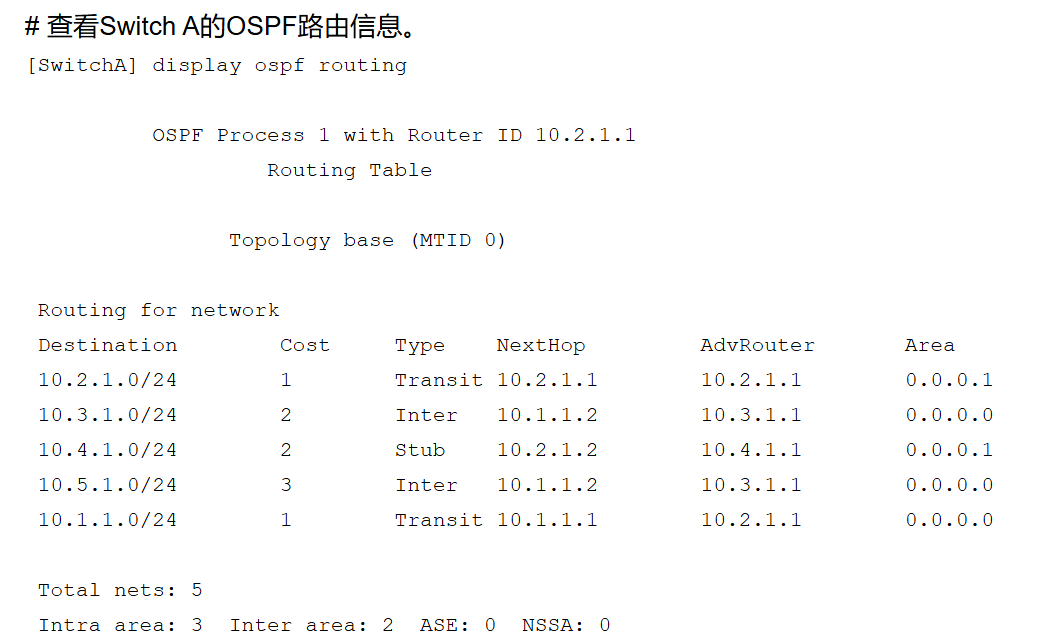 # 查看Switch A的OSPF路由信息。
[SwitchA] display ospf routing
OSPF Process 1 with Router ID 10.2.1.1
Routing Table
Topology base (MTID 0)
Routing for network
Destination Cost Type NextHop AdvRouter Area
10.2.1.0/24 1 Transit 10.2.1.1 10.2.1.1 0.0.0.1
10.3.1.0/24 2 Inter 10.1.1.2 10.3.1.1 0.0.0.0
10.4.1.0/24 2 Stub 10.2.1.2 10.4.1.1 0.0.0.1
10.5.1.0/24 3 Inter 10.1.1.2 10.3.1.1 0.0.0.0
10.1.1.0/24 1 Transit 10.1.1.1 10.2.1.1 0.0.0.0
Total nets: 5
Intra area: 3 Inter area: 2 ASE: 0 NSSA: 0